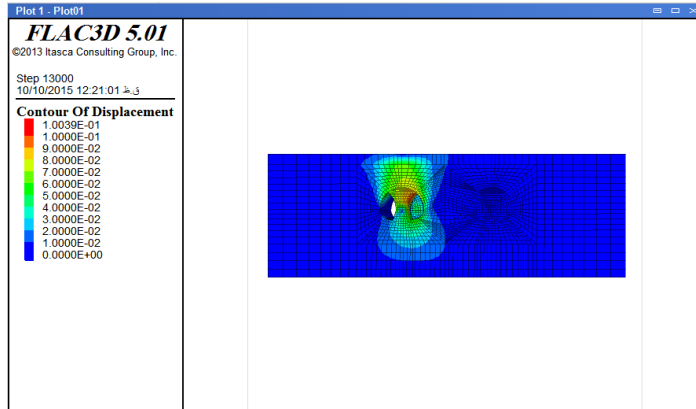 Plot 1 - Plot01
FLAC3D 5.01
©2013 Itasca Consulting Group, Inc.
Step 13000
10/10/2015 12:21:01 ق.ظ
Contour Of Displacement
1.0039E-01
1.0000E-01
9.0000E-02
8.0000E-02
7.0000E-02
6.0000E-02
5.0000E-02
4.0000E-02
3.0000E-02
2.0000E-02
1.0000E-02
0.0000E+00